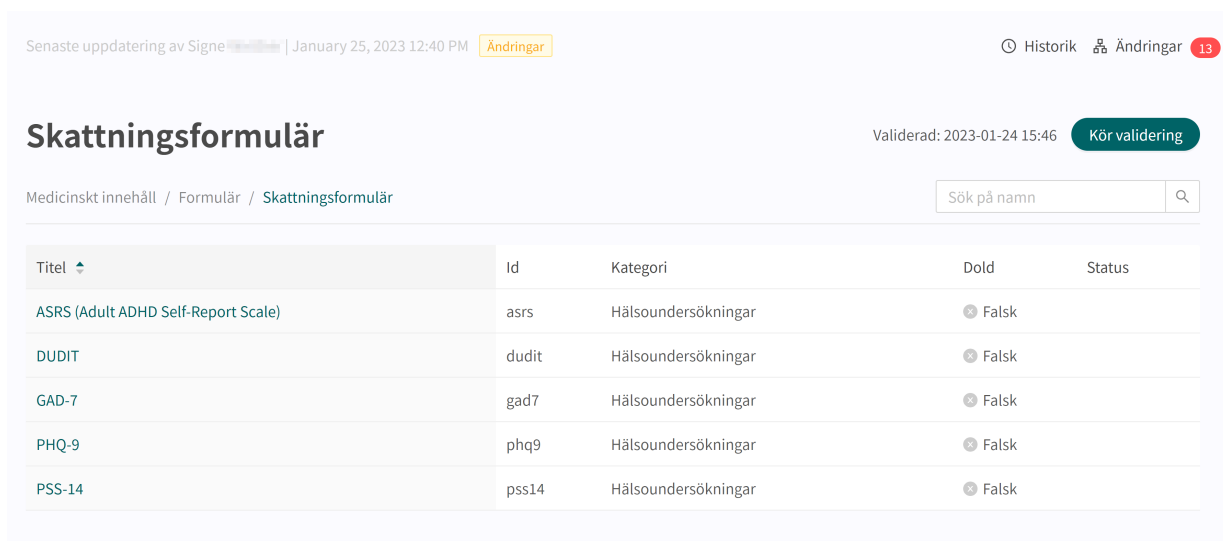 Senaste uppdatering av Signe | January 25, 2023 12:40 PM Ändringar
Historik Ändringar 13
Skattningsformulär
Validerad: 2023-01-24 15:46 Kör validering
Medicinskt innehåll / Formulär / Skattningsformulär
Sök på namn
Titel Id Kategori Dold Status
ASRS (Adult ADHD Self-Report Scale) asrs Hälsoundersökningar Falsk
DUDIT dudit Hälsoundersökningar Falsk
GAD-7 gad7 Hälsoundersökningar Falsk
PHQ-9 phq9 Hälsoundersökningar Falsk
PSS-14 pss14 Hälsoundersökningar Falsk